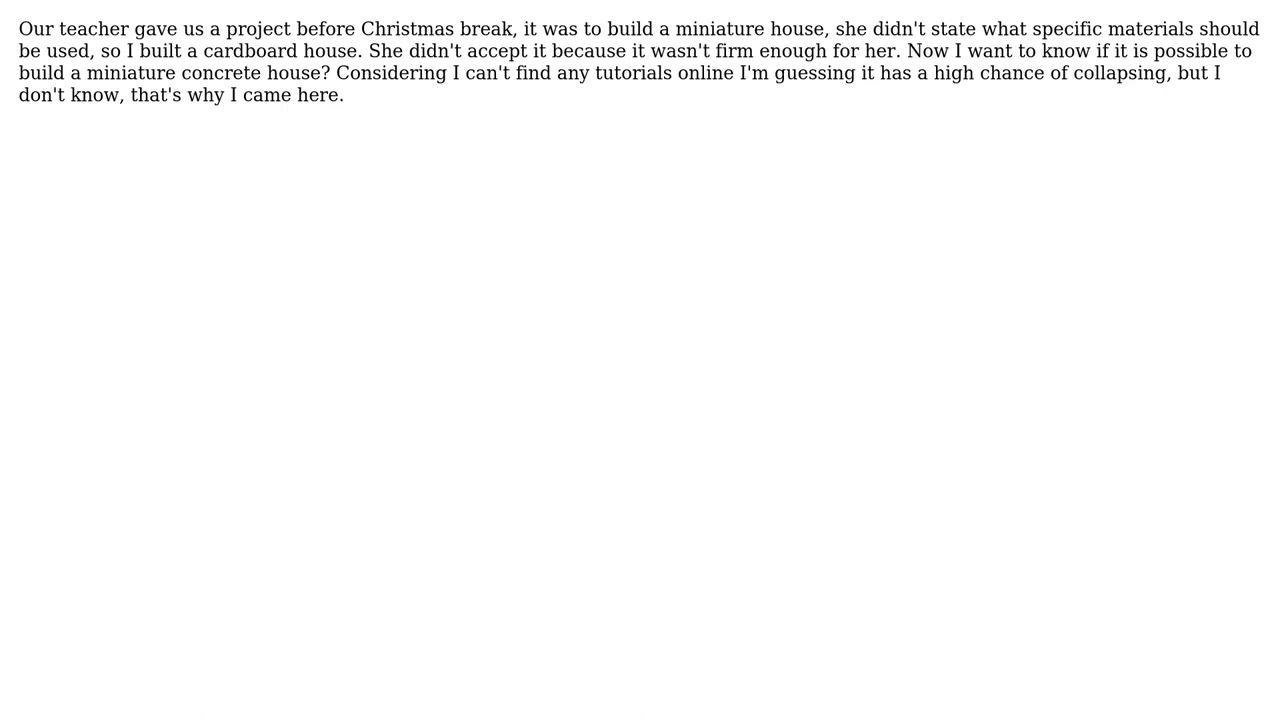 Our teacher gave us a project before Christmas break, it was to build a miniature house, she didn't state what specific materials should
be used, so I built a cardboard house. She didn't accept it because it wasn't firm enough for her. Now I want to know if it is possible to
build a miniature concrete house? Considering I can't find any tutorials online I'm guessing it has a high chance of collapsing, but I
don't know, that's why I came here.